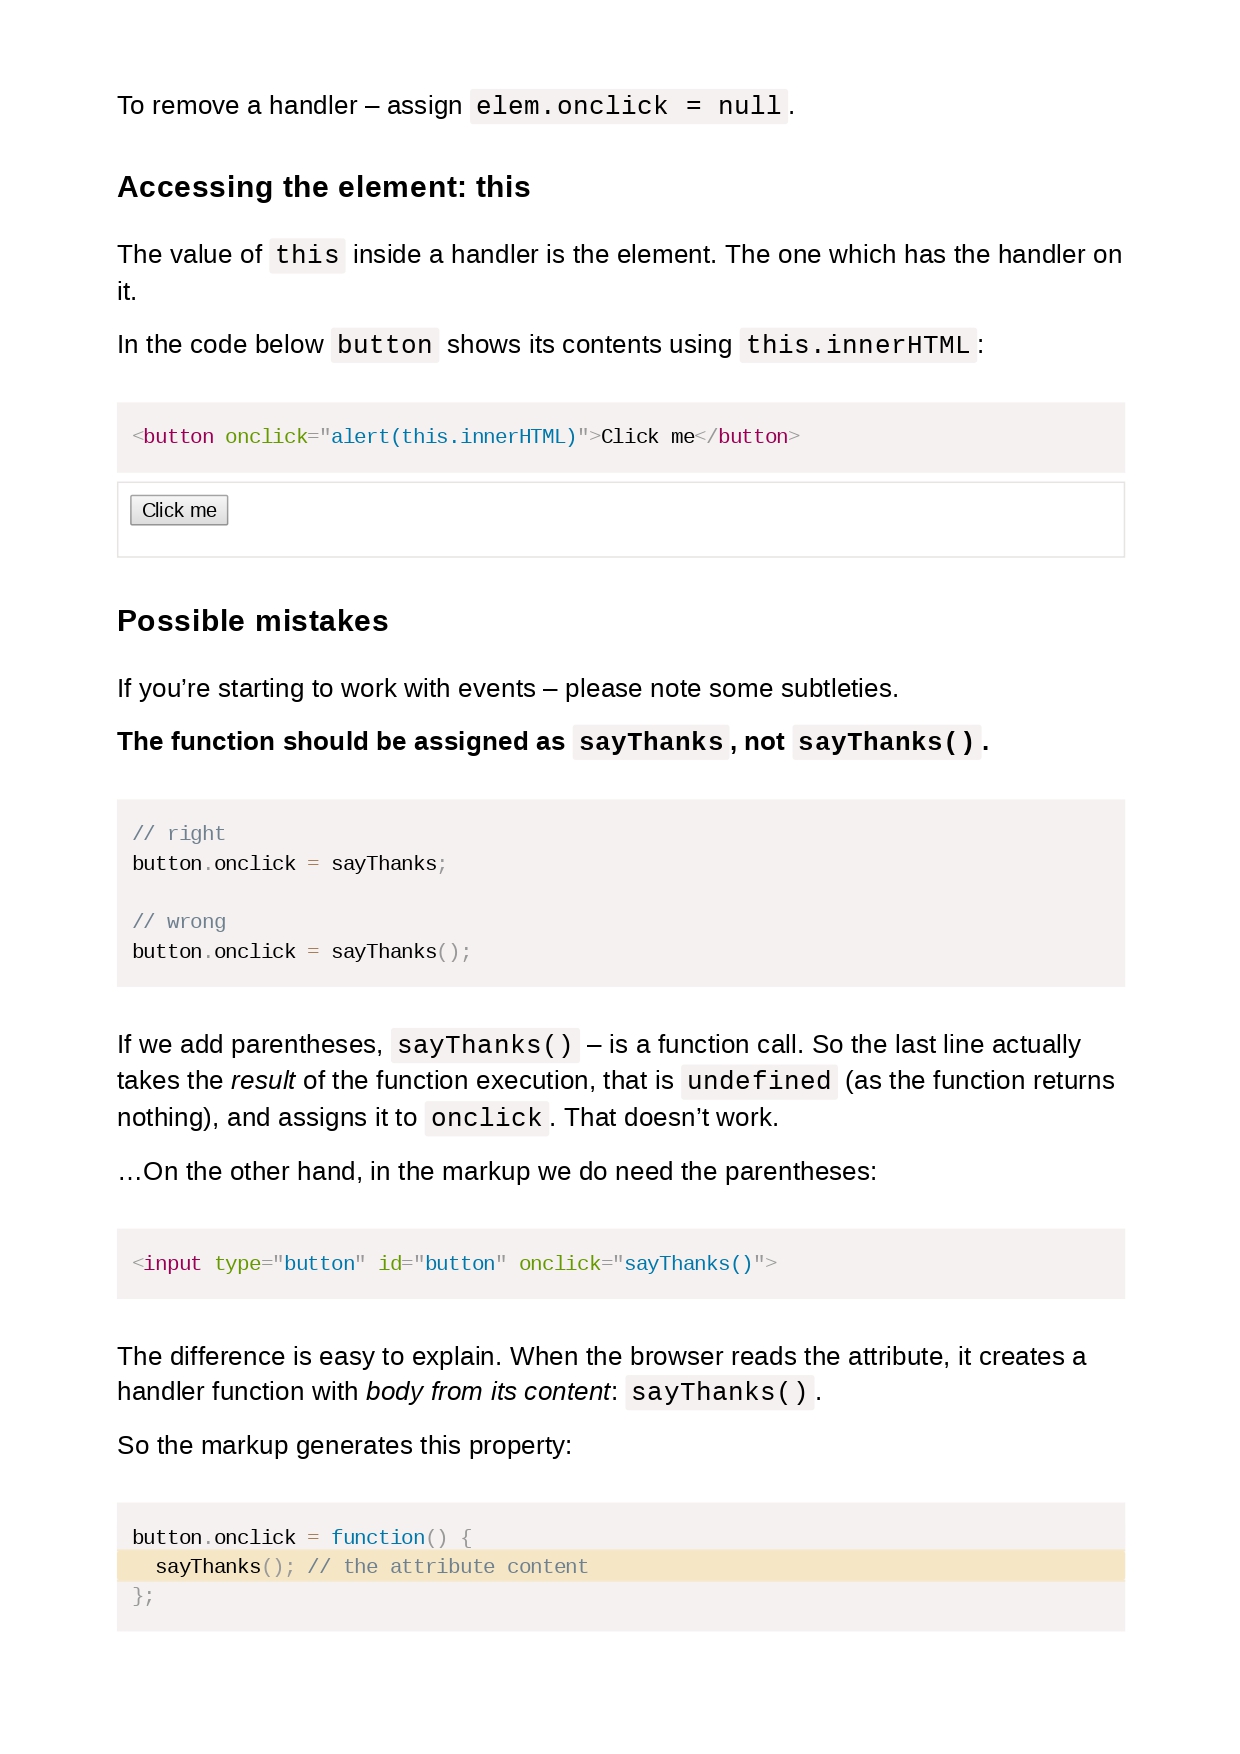 To remove a handler – assign elem.onclick = null.
Accessing the element: this
The value of this inside a handler is the element. The one which has the handler on
it.
In the code below button shows its contents using this.innerHTML:
<button onclick="alert(this.innerHTML)">Click me</button>
Click me
Possible mistakes
If you’re starting to work with events – please note some subtleties.
The function should be assigned as sayThanks, not sayThanks().
// right
button.onclick = sayThanks;
// wrong
button.onclick = sayThanks();
If we add parentheses, sayThanks() – is a function call. So the last line actually
takes the result of the function execution, that is undefined (as the function returns
nothing), and assigns it to onclick. That doesn’t work.
…On the other hand, in the markup we do need the parentheses:
<input type="button" id="button" onclick="sayThanks()">
The difference is easy to explain. When the browser reads the attribute, it creates a
handler function with body from its content: sayThanks().
So the markup generates this property:
button.onclick = function() {
  sayThanks(); // the attribute content
};